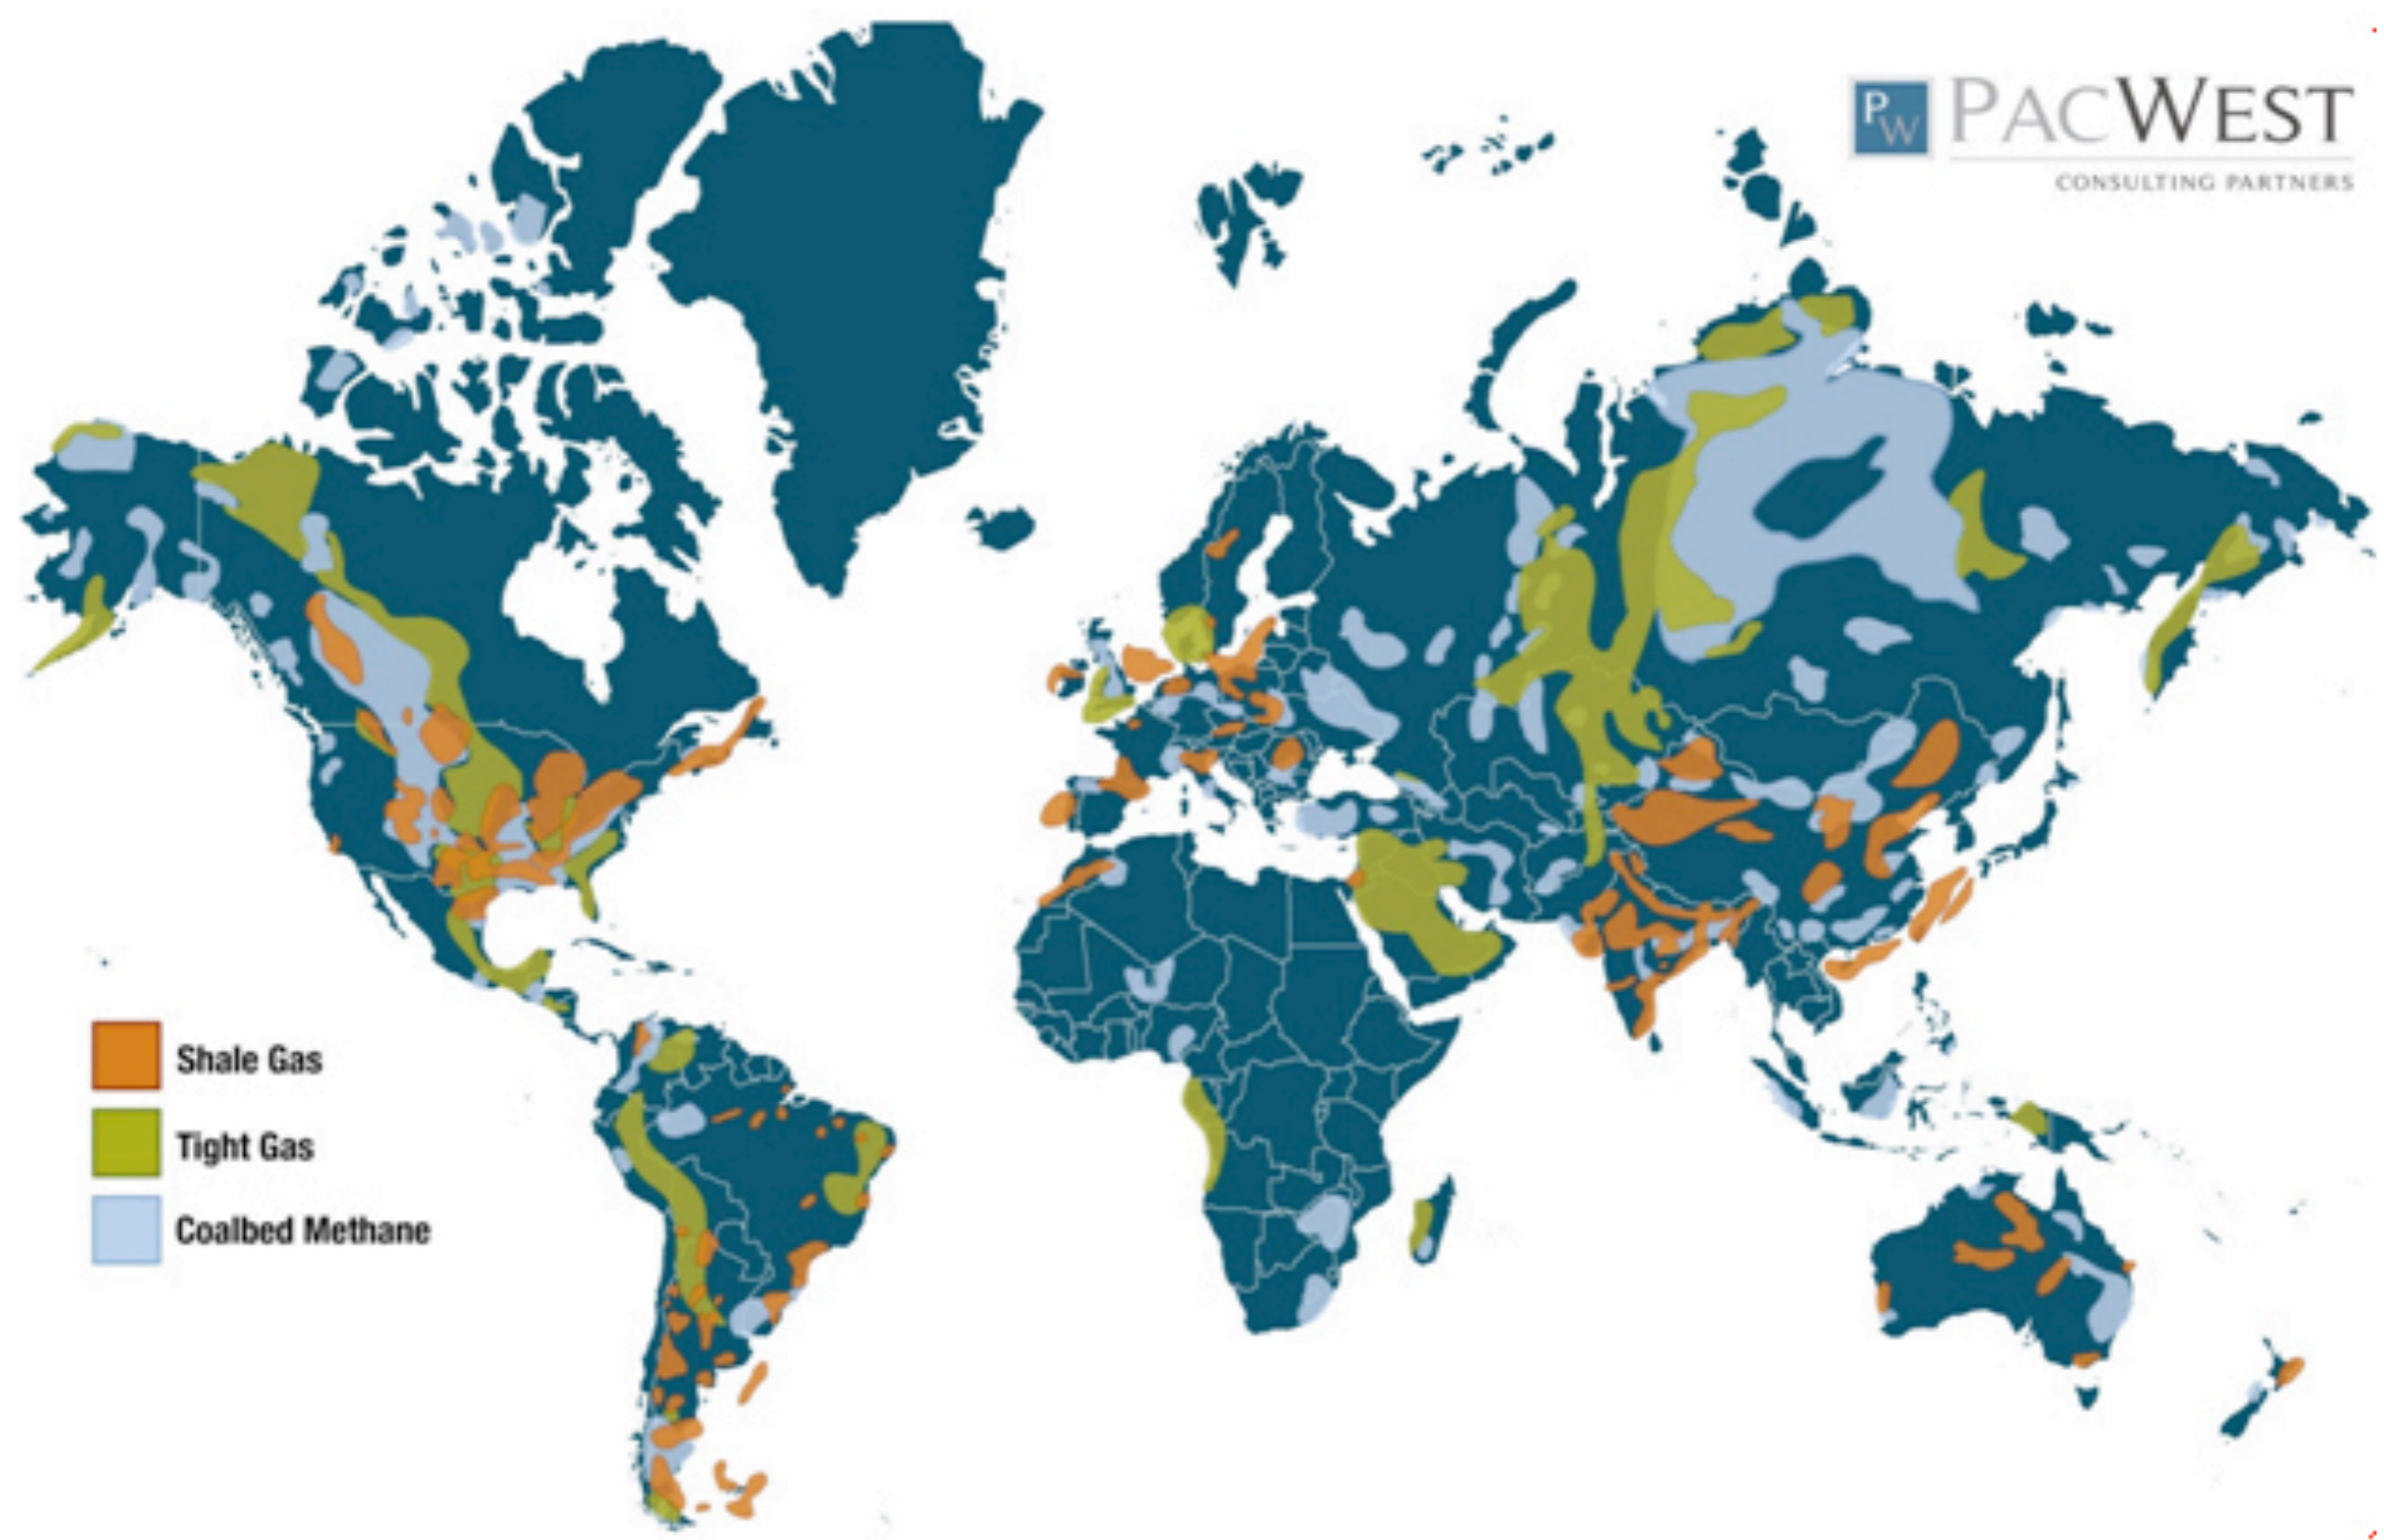 PW PACWEST
CONSULTING PARTNERS
Shale Gas
Tight Gas
Coalbed Methane